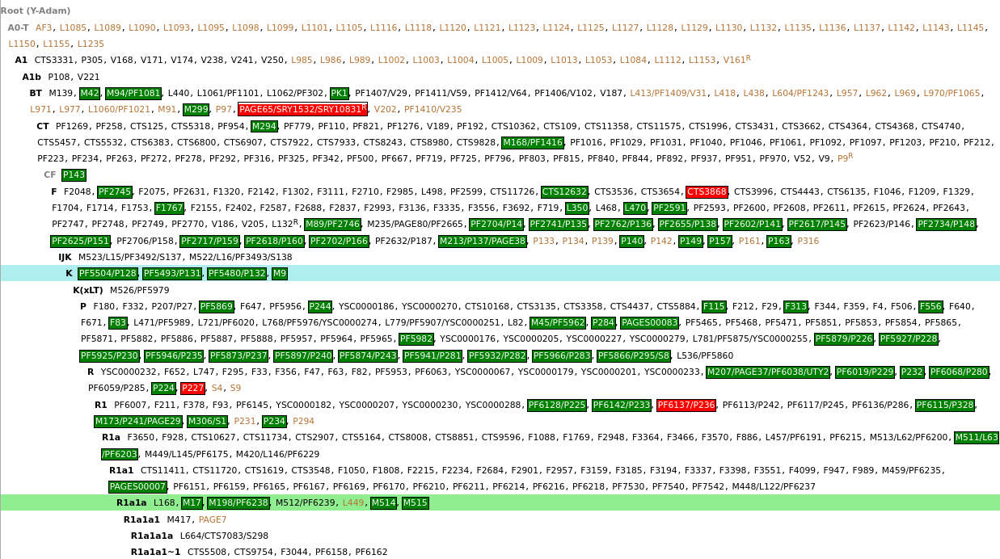 Root (Y-Adam)
A0-T AF3, L1085, L1089, L1090, L1093, L1095, L1098, L1099, L1101, L1105, L1116, L1118, L1120, L1121, L1123, L1124, L1125, L1127, L1128, L1129, L1130, L1132, L1135, L1136, L1137, L1142, L1143, L1145,
L1150, L1155, L1235
A1 CTS3331, P305, V168, V171, V174, V238, V241, V250, L985, L986, L989, L1002, L1003, L1004, L1005, L1009, L1013, L1053, L1084, L1112, L1153, V161R
A1b P108, V221
BT M139, M42, M94/PF1081, L440, L1061/PF1101, L1062/PF302, PK1, PF1407/V29, PF1411/V59, PF1412/V64, PF1406/V102, V187, L413/PF1409/V31, L418, L438, L604/PF1243, L957, L962, L969, L970/PF1065,
L971, L977, L1060/PF1021, M91, M299, P97, PAGE65/SRY1532/SRY10831R, V202, PF1410/V235
CT PF1269, PF258, CTS125, CTS5318, PF954, M294, PF779, PF110, PF821, PF1276, V189, PF192, CTS10362, CTS109, CTS11358, CTS11575, CTS1996, CTS3431, CTS3662, CTS4364, CTS4368, CTS4740,
CTS5457, CTS5532, CTS6383, CTS6800, CTS6907, CTS7922, CTS7933, CTS8243, CTS8980, CTS9828, M168/PF1416, PF1016, PF1029, PF1031, PF1040, PF1046, PF1061, PF1092, PF1097, PF1203, PF210, PF212,
PF223, PF234, PF263, PF272, PF278, PF292, PF316, PF325, PF342, PF500, PF667, PF719, PF725, PF796, PF803, PF815, PF840, PF844, PF892, PF937, PF951, PF970, V52, V9, P9R
CF P143
F F2048, PF2745, F2075, PF2631, F1320, F2142, F1302, F3111, F2710, F2985, L498, PF2599, CTS11726, CTS12632, CTS3536, CTS3654, CTS3868, CTS3996, CTS4443, CTS6135, F1046, F1209, F1329,
F1704, F1714, F1753, F1767, F2155, F2402, F2587, F2688, F2837, F2993, F3136, F3335, F3556, F3692, F719, L350, L468, L470, PF2591, PF2593, PF2600, PF2608, PF2611, PF2615, PF2624, PF2643,
PF2747, PF2748, PF2749, PF2770, V186, V205, L132R, M89/PF2746, M235/PAGE80/PF2665, PF2704/P14, PF2741/P135, PF2762/P136, PF2655/P138, PF2602/P141, PF2617/P145, PF2623/P146, PF2734/P148,
PF2625/P151, PF2706/P158, PF2717/P159, PF2618/P160, PF2702/P166, PF2632/P187, M213/P137/PAGE38, P133, P134, P139, P140, P142, P149, P157, P161, P163, P316
IJK M523/L15/PF3492/S137, M522/L16/PF3493/S138
K PF5504/P128, PF5493/P131, PF5480/P132, M9
K(xLT) M526/PF5979
P F180, F332, P207/P27, PF5869, F647, PF5956, P244, YSC0000186, YSC0000270, CTS10168, CTS3135, CTS3358, CTS4437, CTS5884, F115, F212, F29, F313, F344, F359, F4, F506, F556, F640,
F671, F83, L471/PF5989, L721/PF6020, L768/PF5976/YSC0000274, L779/PF5907/YSC0000251, L82, M45/PF5962, P284, PAGES00083, PF5465, PF5468, PF5471, PF5851, PF5853, PF5854, PF5865,
PF5871, PF5882, PF5886, PF5887, PF5888, PF5957, PF5964, PF5965, PF5982, YSC0000176, YSC0000205, YSC0000227, YSC0000279, L781/PF5875/YSC0000255, PF5879/P226, PF5927/P228,
PF5925/P230, PF5946/P235, PF5873/P237, PF5897/P240, PF5874/P243, PF5941/P281, PF5932/P282, PF5966/P283, PF5866/P295/S8, L536/PF5860
R YSC0000232, F652, L747, F295, F33, F356, F47, F63, F82, PF5953, PF6063, YSC0000067, YSC0000179, YSC0000201, YSC0000233, M207/PAGE37/PF6038/UTY2, PF6019/P229, P232, PF6068/P280,
PF6059/P285, P224, P227, S4, S9
R1 PF6007, F211, F378, F93, PF6145, YSC0000182, YSC0000207, YSC0000230, YSC0000288, PF6128/P225, PF6142/P233, PF6137/P236, PF6113/P242, PF6117/P245, PF6136/P286, PF6115/P328,
M173/P241/PAGE29, M306/S1, P231, P234, P294
R1a F3650, F928, CTS10627, CTS11734, CTS2907, CTS5164, CTS8008, CTS8851, CTS9596, F1088, F1769, F2948, F3364, F3466, F3570, F886, L457/PF6191, PF6215, M513/L62/PF6200, M511/L63
/PF6203, M449/L145/PF6175, M420/L146/PF6229
R1a1 CTS11411, CTS11720, CTS1619, CTS3548, F1050, F1808, F2215, F2234, F2684, F2901, F2957, F3159, F3185, F3194, F3337, F3398, F3551, F4099, F947, F989, M459/PF6235,
PAGES00007, PF6151, PF6159, PF6165, PF6167, PF6169, PF6170, PF6210, PF6211, PF6214, PF6216, PF6218, PF7530, PF7540, PF7542, M448/L122/PF6237
R1a1a L168, M17, M198/PF6238, M512/PF6239, L449, M514, M515
R1a1a1 M417, PAGE7
R1a1a1a L664/CTS7083/S298
R1a1a1~1 CTS5508, CTS9754, F3044, PF6158, PF6162